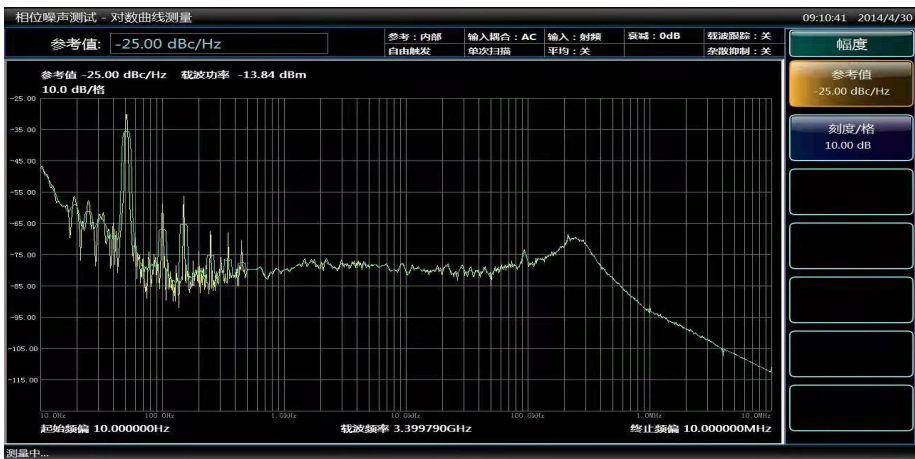 相位噪声测试 - 对数曲线测量 09:10:41 2014/4/30
参考值: -25.00 dBc/Hz
参考：内部 输入耦合：AC 输入：射频 衰减：0dB 载波跟踪：关
自由触发 单次扫描 平均：关 杂散抑制：关
幅度
参考值 -25.00 dBc/Hz 载波功率 -13.84 dBm
10.0 dB/格
参考值
-25.00 dBc/Hz
刻度/格
10.00 dB
-25.00
-35.00
-45.00
-55.00
-65.00
-75.00
-85.00
-95.00
-105.00
-115.00
10.0Hz 100.0Hz 1.0kHz 10.0kHz 100.0kHz 1.0MHz 10.0MHz
起始频偏 10.000000Hz 载波频率 3.399790GHz 终止频偏 10.000000MHz
测量中...